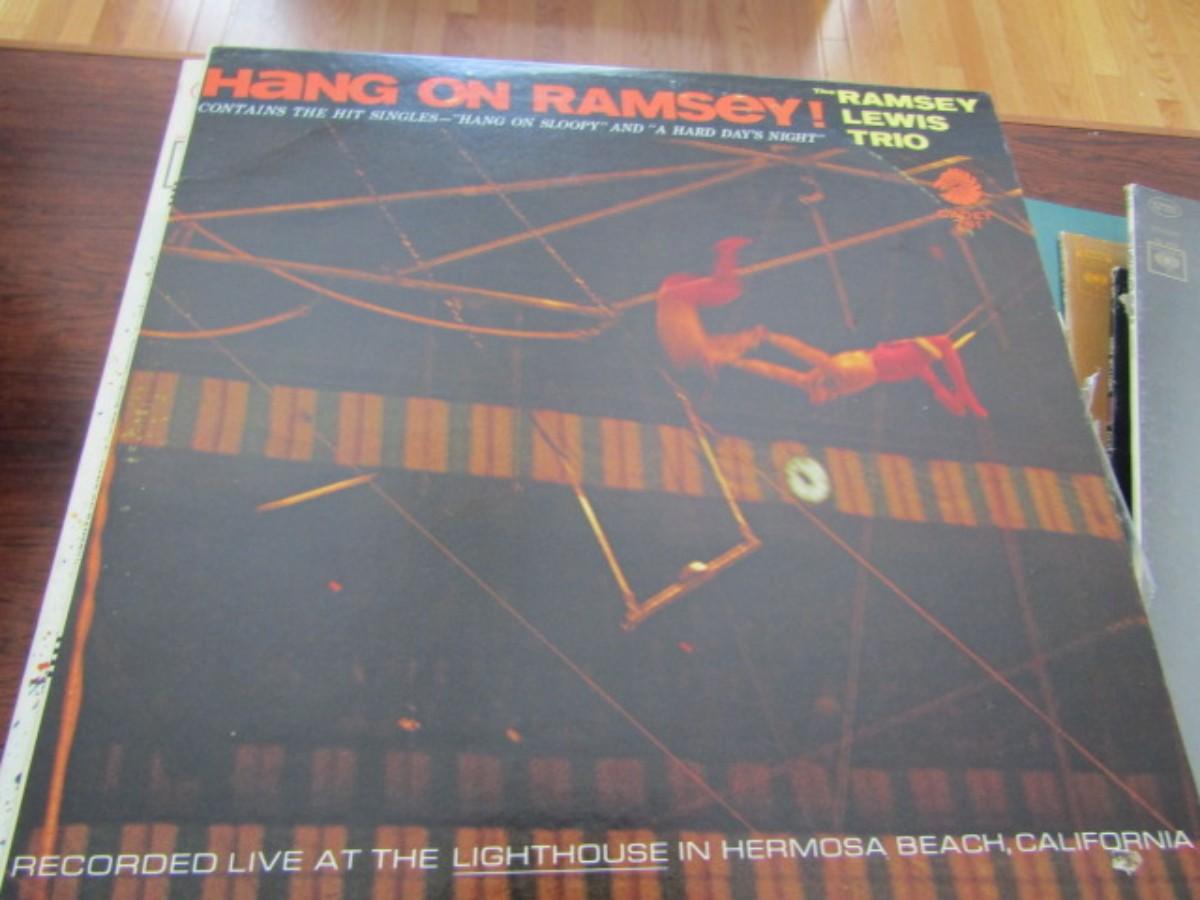 HANG ON RAMSEY!
CONTAINS THE HIT SINGLES—"HANG ON SLOOPY" AND "A HARD DAY'S NIGHT"
The RAMSEY
LEWIS
TRIO
CADET
RECORDED LIVE AT THE LIGHTHOUSE IN HERMOSA BEACH, CALIFORNIA